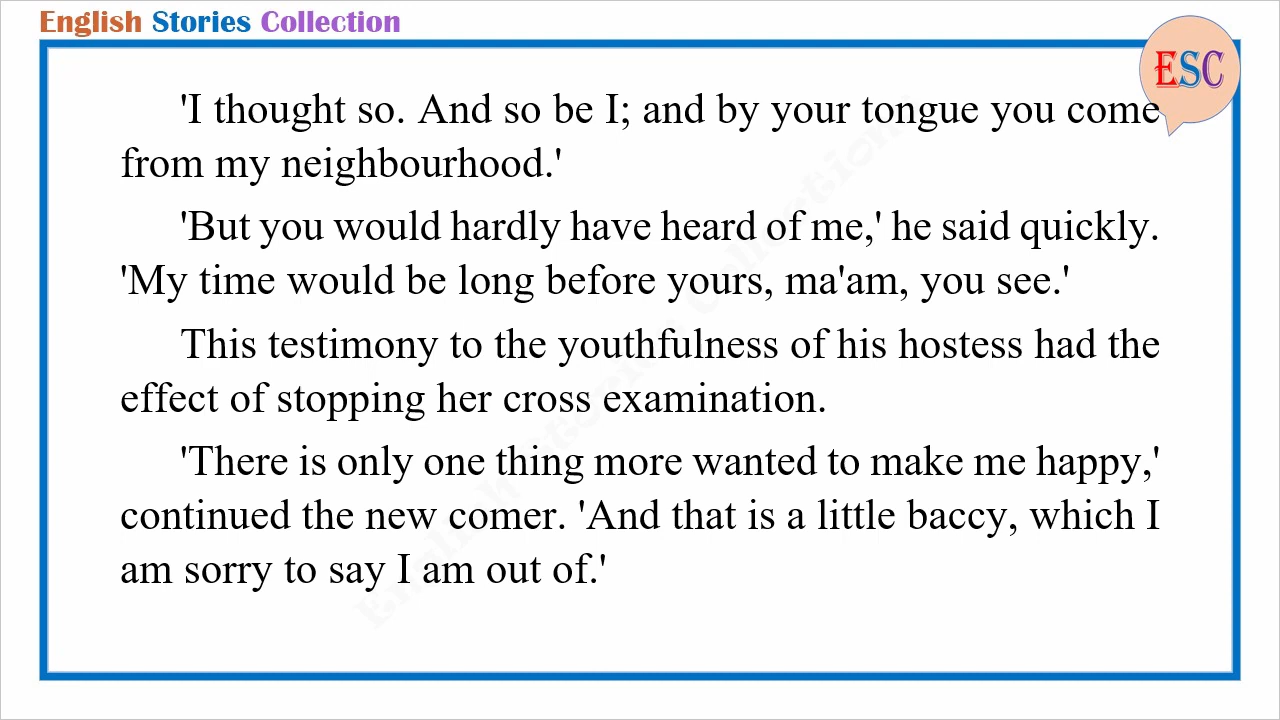 English Stories Collection
ESC
'I thought so. And so be I; and by your tongue you come
from my neighbourhood.'
'But you would hardly have heard of me,' he said quickly.
'My time would be long before yours, ma'am, you see.'
This testimony to the youthfulness of his hostess had the
effect of stopping her cross examination.
'There is only one thing more wanted to make me happy,'
continued the new comer. 'And that is a little baccy, which I
am sorry to say I am out of.'
English Stories Collection